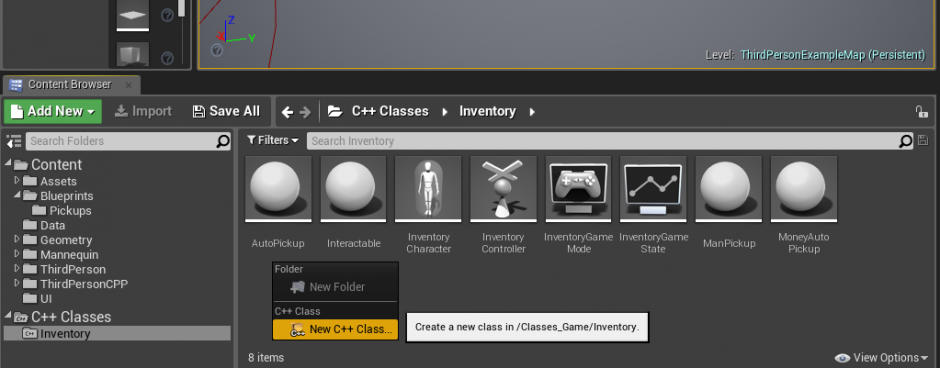 Z
X
Y
Level: ThirdPersonExampleMap (Persistent)
Content Browser
Add New
Import
Save All
C++ Classes
Inventory
Search Folders
Filters
Search Inventory
Content
Assets
Blueprints
Pickups
Data
Geometry
Mannequin
ThirdPerson
ThirdPersonCPP
UI
C++ Classes
Inventory
AutoPickup
Interactable
Inventory
Character
Inventory
Controller
InventoryGame
Mode
InventoryGame
State
ManPickup
MoneyAuto
Pickup
Folder
New Folder
C++ Class
New C++ Class...
Create a new class in /Classes_Game/Inventory.
8 items
View Options